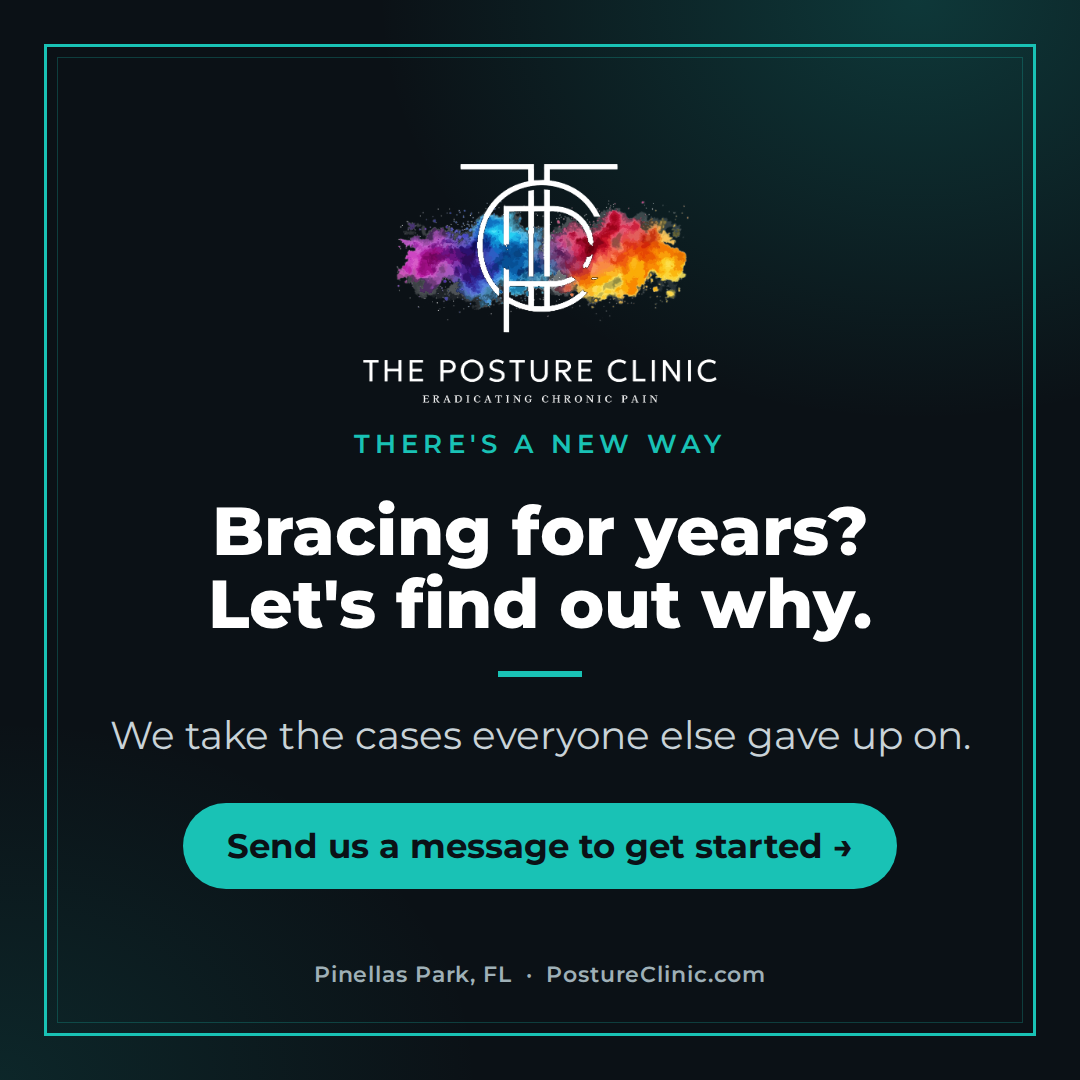 THE POSTURE CLINIC
ERADICATING CHRONIC PAIN
THERE'S A NEW WAY
Bracing for years?
Let's find out why.
We take the cases everyone else gave up on.
Send us a message to get started →
Pinellas Park, FL · PostureClinic.com